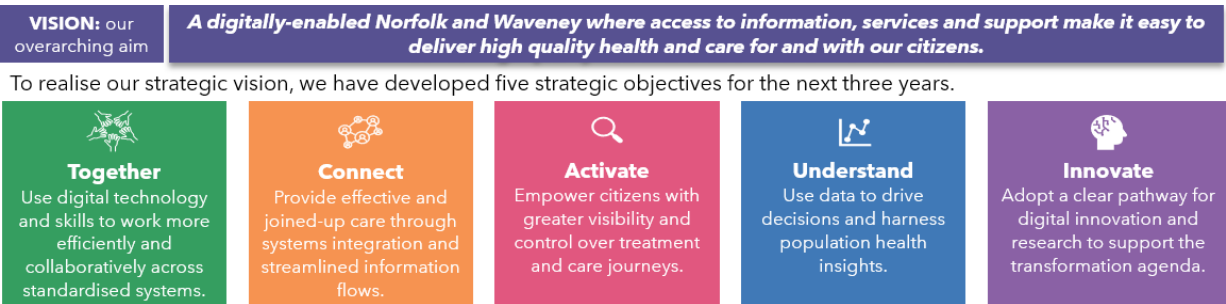 VISION: our
overarching aim
A digitally-enabled Norfolk and Waveney where access to information, services and support make it easy to
deliver high quality health and care for and with our citizens.
To realise our strategic vision, we have developed five strategic objectives for the next three years.
Together
Use digital technology
and skills to work more
efficiently and
collaboratively across
standardised systems.
Connect
Provide effective and
joined-up care through
systems integration and
streamlined information
flows.
Activate
Empower citizens with
greater visibility and
control over treatment
and care journeys.
Understand
Use data to drive
decisions and harness
population health
insights.
Innovate
Adopt a clear pathway for
digital innovation and
research to support the
transformation agenda.